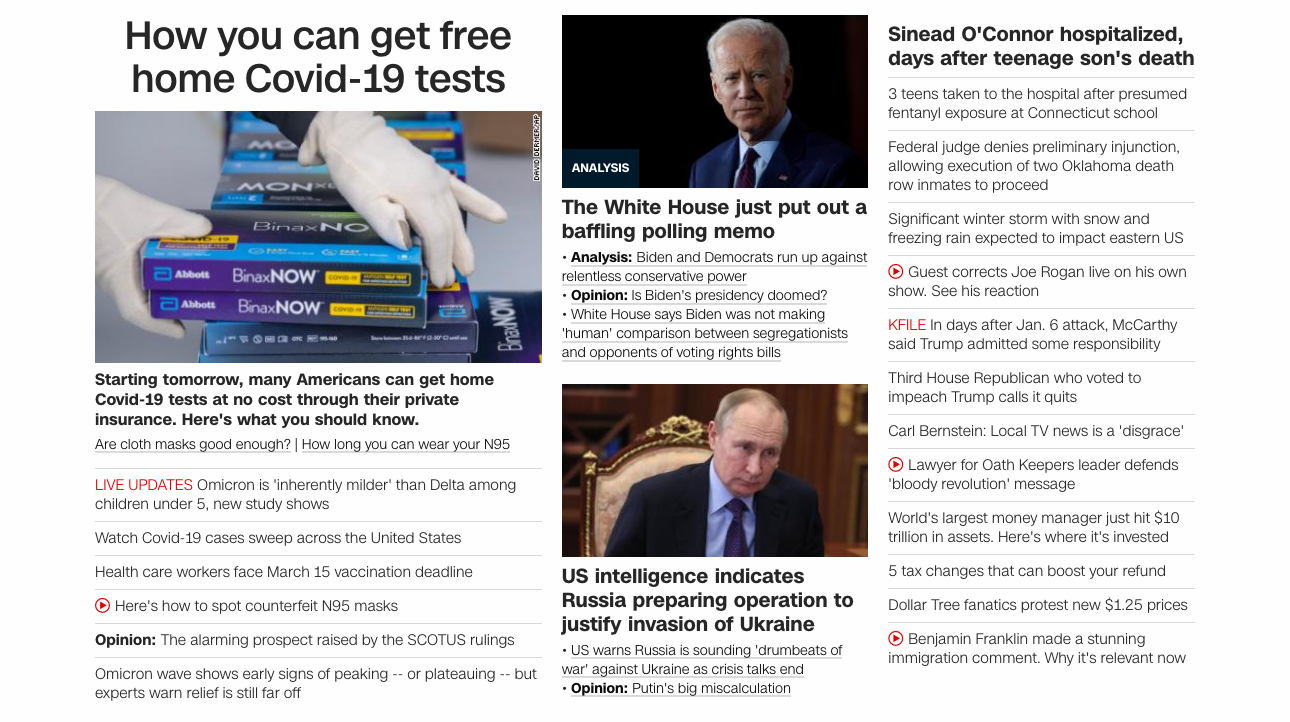 How you can get free
home Covid-19 tests
DAVID DERMER/AP
BinaxNO
Abbott
BinaxNOW
COVID-19
Abbott
BinaxNOW
COVID-19
BinaxNOW
Starting tomorrow, many Americans can get home
Covid-19 tests at no cost through their private
insurance. Here's what you should know.
Are cloth masks good enough? | How long you can wear your N95
LIVE UPDATES Omicron is 'inherently milder' than Delta among
children under 5, new study shows
Watch Covid-19 cases sweep across the United States
Health care workers face March 15 vaccination deadline
Here's how to spot counterfeit N95 masks
Opinion: The alarming prospect raised by the SCOTUS rulings
Omicron wave shows early signs of peaking -- or plateauing -- but
experts warn relief is still far off
ANALYSIS
The White House just put out a
baffling polling memo
• Analysis: Biden and Democrats run up against
relentless conservative power
• Opinion: Is Biden's presidency doomed?
• White House says Biden was not making
'human' comparison between segregationists
and opponents of voting rights bills
US intelligence indicates
Russia preparing operation to
justify invasion of Ukraine
• US warns Russia is sounding 'drumbeats of
war' against Ukraine as crisis talks end
• Opinion: Putin's big miscalculation
Sinead O'Connor hospitalized,
days after teenage son's death
3 teens taken to the hospital after presumed
fentanyl exposure at Connecticut school
Federal judge denies preliminary injunction,
allowing execution of two Oklahoma death
row inmates to proceed
Significant winter storm with snow and
freezing rain expected to impact eastern US
Guest corrects Joe Rogan live on his own
show. See his reaction
KFILE In days after Jan. 6 attack, McCarthy
said Trump admitted some responsibility
Third House Republican who voted to
impeach Trump calls it quits
Carl Bernstein: Local TV news is a 'disgrace'
Lawyer for Oath Keepers leader defends
'bloody revolution' message
World's largest money manager just hit $10
trillion in assets. Here's where it's invested
5 tax changes that can boost your refund
Dollar Tree fanatics protest new $1.25 prices
Benjamin Franklin made a stunning
immigration comment. Why it's relevant now